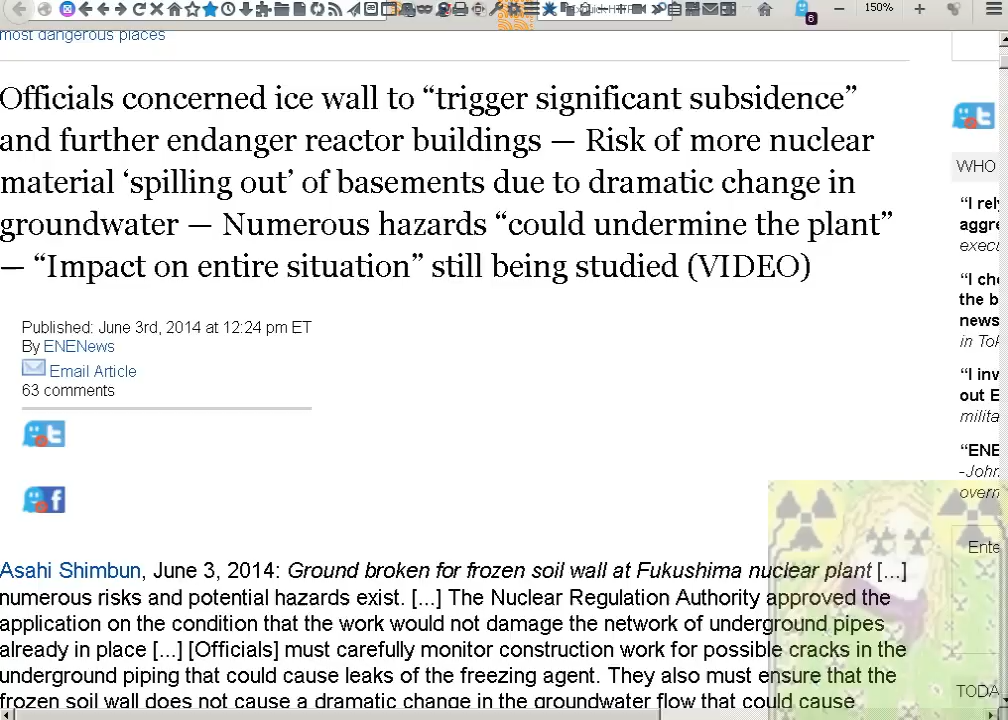 150%
6
most dangerous places
Officials concerned ice wall to “trigger significant subsidence”
and further endanger reactor buildings — Risk of more nuclear
material ‘spilling out’ of basements due to dramatic change in
groundwater — Numerous hazards “could undermine the plant”
— “Impact on entire situation” still being studied (VIDEO)
Published: June 3rd, 2014 at 12:24 pm ET
By ENENews
Email Article
63 comments
Asahi Shimbun, June 3, 2014: Ground broken for frozen soil wall at Fukushima nuclear plant [...]
numerous risks and potential hazards exist. [...] The Nuclear Regulation Authority approved the
application on the condition that the work would not damage the network of underground pipes
already in place [...] [Officials] must carefully monitor construction work for possible cracks in the
underground piping that could cause leaks of the freezing agent. They also must ensure that the
frozen soil wall does not cause a dramatic change in the groundwater flow that could cause
WHO
“I rely
aggre
execu
“I che
the b
news
in Tok
“I inv
out E
milita
“ENE
-John
overn
Ente
TODA